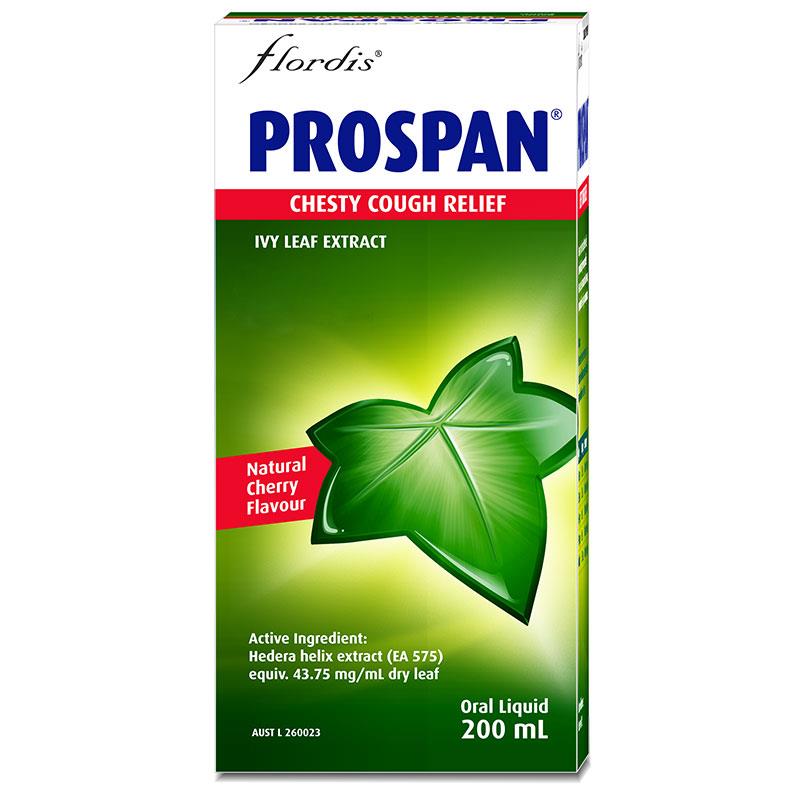 flordis®
PROSPAN®
CHESTY COUGH RELIEF
IVY LEAF EXTRACT
Natural
Cherry
Flavour
Active Ingredient:
Hedera helix extract (EA 575)
equiv. 43.75 mg/mL dry leaf
Oral Liquid
200 mL
AUST L 260023